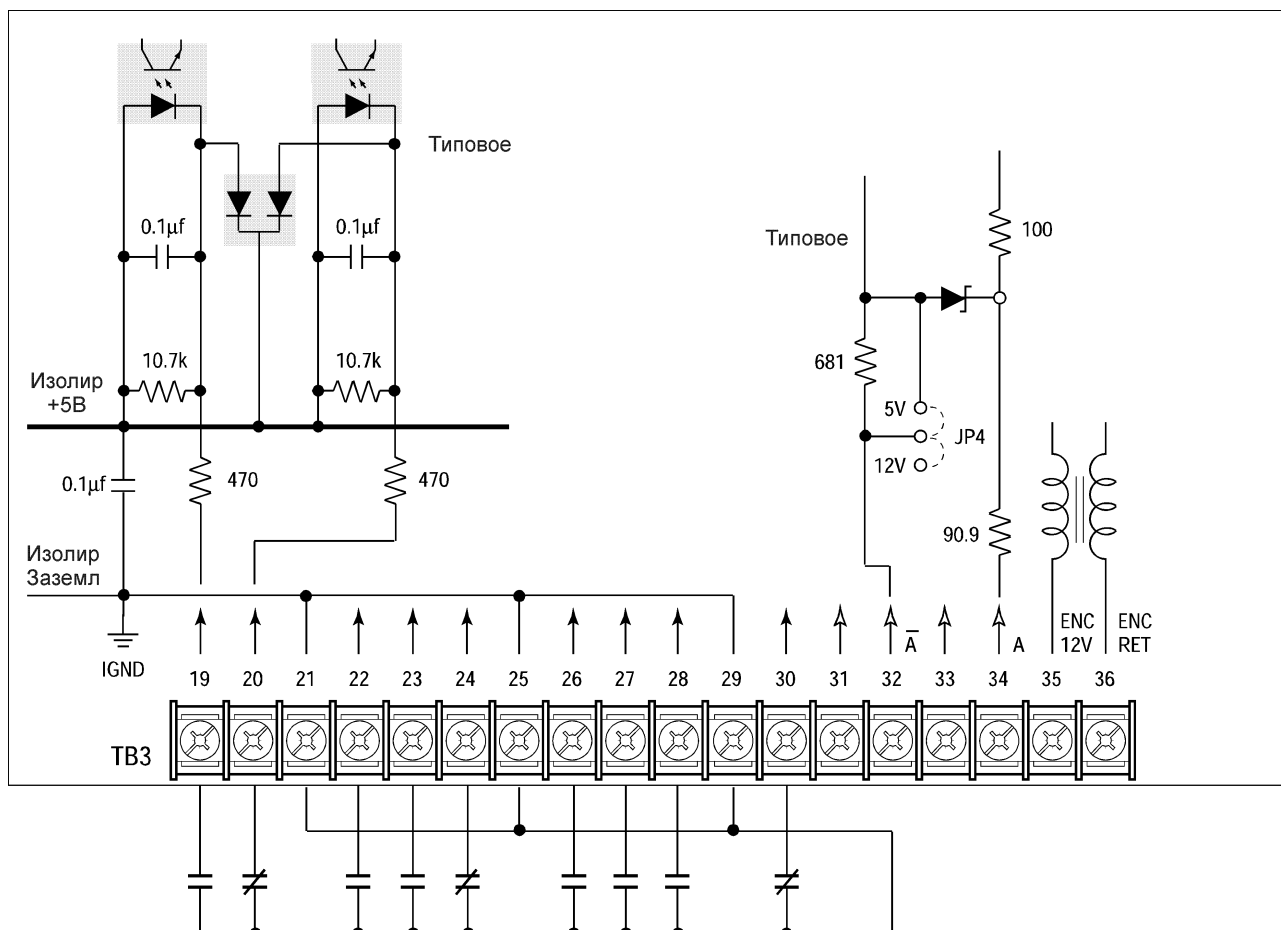 Типовое
0.1µf
0.1µf
Типовое
100
10.7k
10.7k
681
Изолир
+5В
5V
JP4
12V
0.1µf
470
470
90.9
Изолир
Заземл
IGND
Ā
A
ENC
12V
ENC
RET
19 20 21 22 23 24 25 26 27 28 29 30 31 32 33 34 35 36
TB3